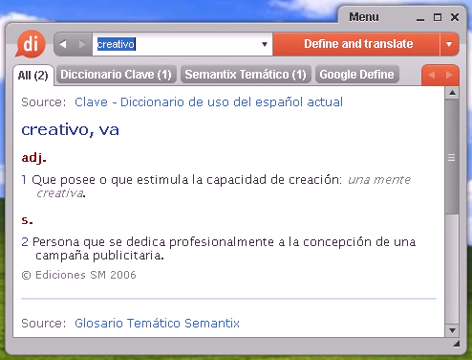 Menu
di
creativo
Define and translate
All (2)
Diccionario Clave (1)
Semantix Temático (1)
Google Define
Source: Clave - Diccionario de uso del español actual
creativo, va
adj.
1 Que posee o que estimula la capacidad de creación: una mente
creativa.
s.
2 Persona que se dedica profesionalmente a la concepción de una
campaña publicitaria.
© Ediciones SM 2006
Source: Glosario Temático Semantix